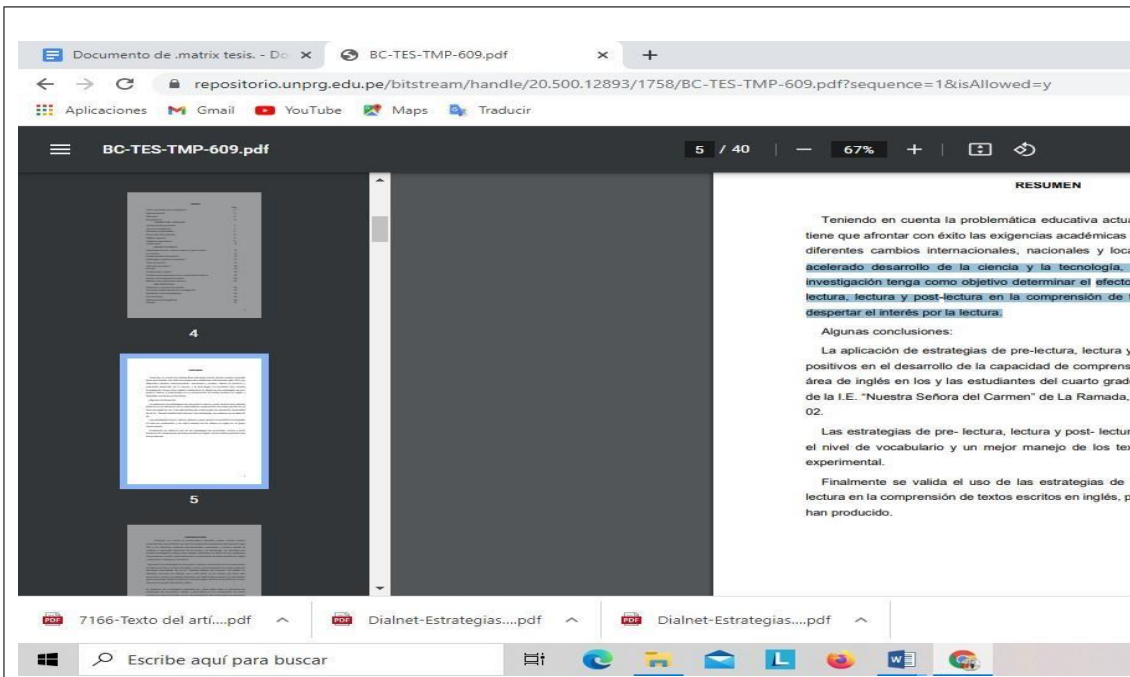 Documento de .matrix tesis. - Do
BC-TES-TMP-609.pdf
repositorio.unprg.edu.pe/bitstream/handle/20.500.12893/1758/BC-TES-TMP-609.pdf?sequence=1&isAllowed=y
Aplicaciones Gmail YouTube Maps Traducir
BC-TES-TMP-609.pdf
5 / 40 67%
4
5
RESUMEN
Teniendo en cuenta la problemática educativa actua
tiene que afrontar con éxito las exigencias académicas
diferentes cambios internacionales, nacionales y loca
acelerado desarrollo de la ciencia y la tecnología,
investigación tenga como objetivo determinar el efecto
lectura, lectura y post-lectura en la comprensión de
despertar el interés por la lectura.
Algunas conclusiones:
La aplicación de estrategias de pre-lectura, lectura y
positivos en el desarrollo de la capacidad de comprens
área de inglés en los y las estudiantes del cuarto grad
de la I.E. "Nuestra Señora del Carmen" de La Ramada,
02.
Las estrategias de pre- lectura, lectura y post- lectur
el nivel de vocabulario y un mejor manejo de los tex
experimental.
Finalmente se valida el uso de las estrategias de
lectura en la comprensión de textos escritos en inglés, p
han producido.
7166-Texto del artí....pdf
Dialnet-Estrategias....pdf
Dialnet-Estrategias....pdf
Escribe aquí para buscar